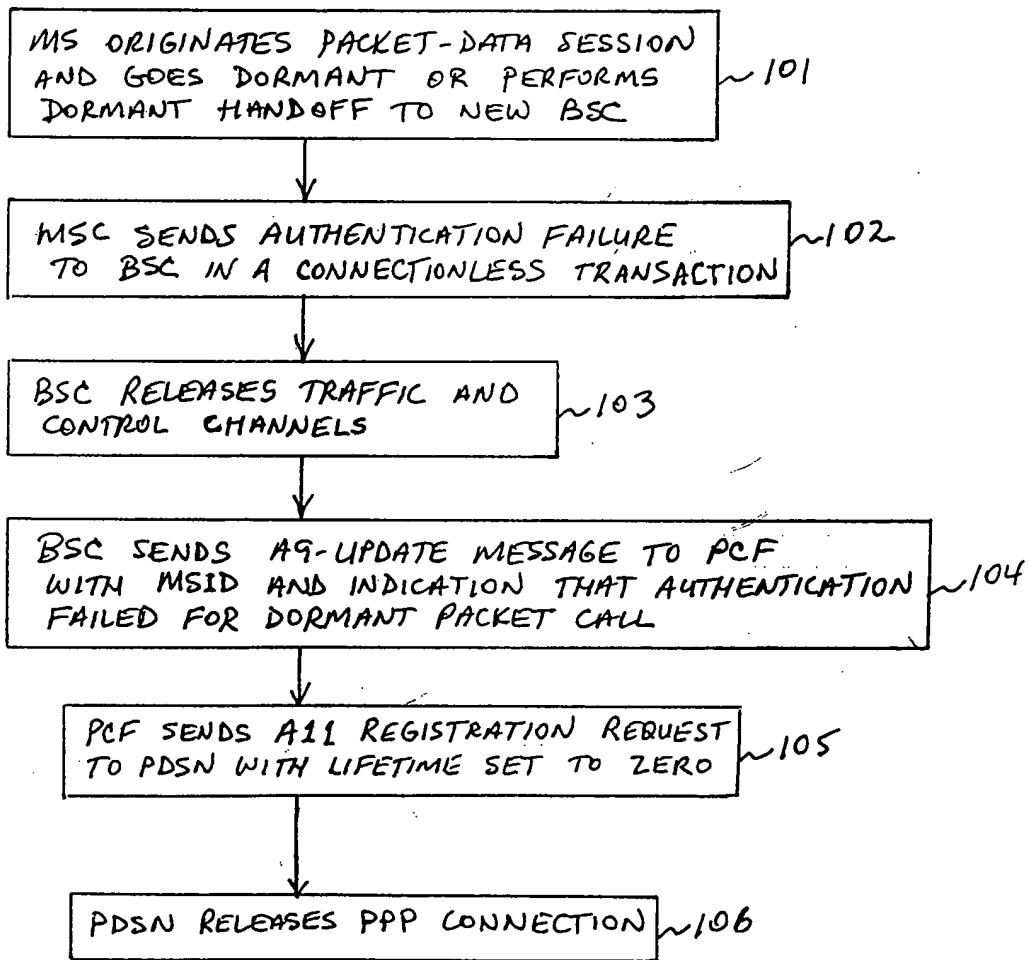 MS ORIGINATES PACKET-DATA SESSION
AND GOES DORMANT OR PERFORMS
DORMANT HANDOFF TO NEW BSC
101
MSC SENDS AUTHENTICATION FAILURE
TO BSC IN A CONNECTIONLESS TRANSACTION
102
BSC RELEASES TRAFFIC AND
CONTROL CHANNELS
103
BSC SENDS A9-UPDATE MESSAGE TO PCF
WITH MSID AND INDICATION THAT AUTHENTICATION
FAILED FOR DORMANT PACKET CALL
104
PCF SENDS A11 REGISTRATION REQUEST
TO PDSN WITH LIFETIME SET TO ZERO
105
PDSN RELEASES PPP CONNECTION
106